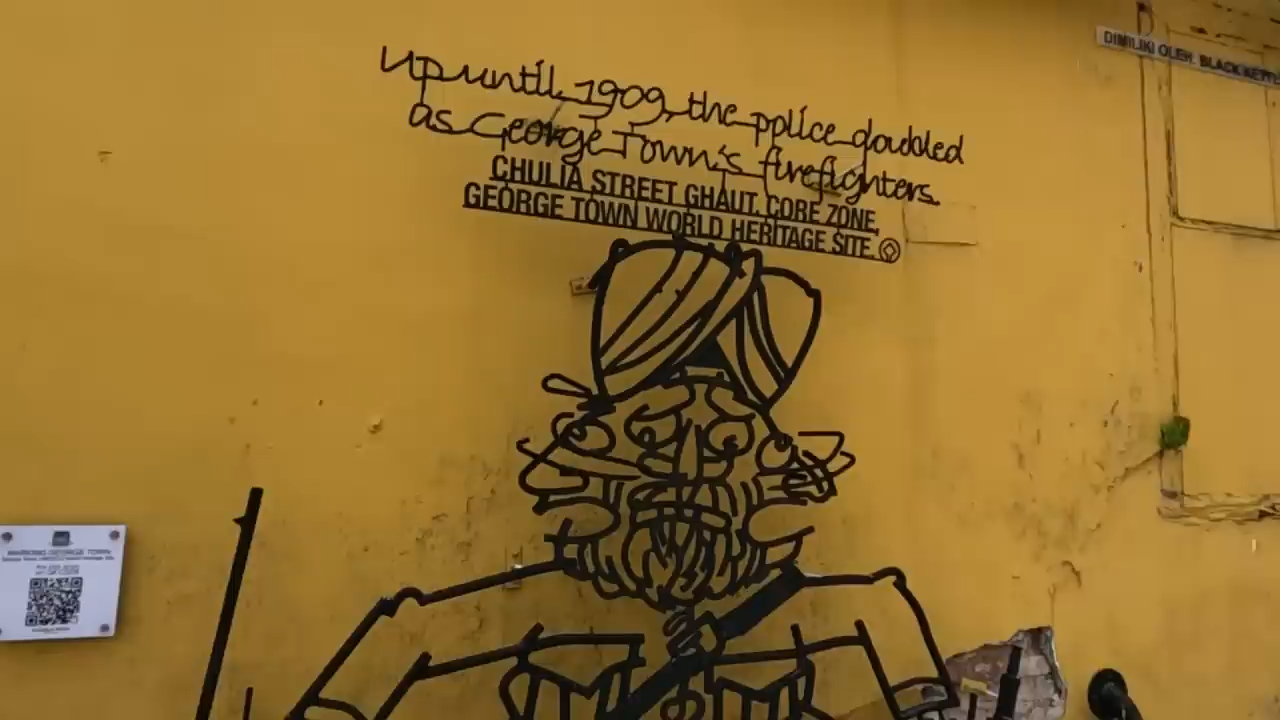 up until 1909, the police doubled
as George Town's firefighters.
CHULIA STREET GHAUT, CORE ZONE,
GEORGE TOWN WORLD HERITAGE SITE.
DIMILIKI OLEH: BLACK KETTLE
MARKING GEORGE TOWN